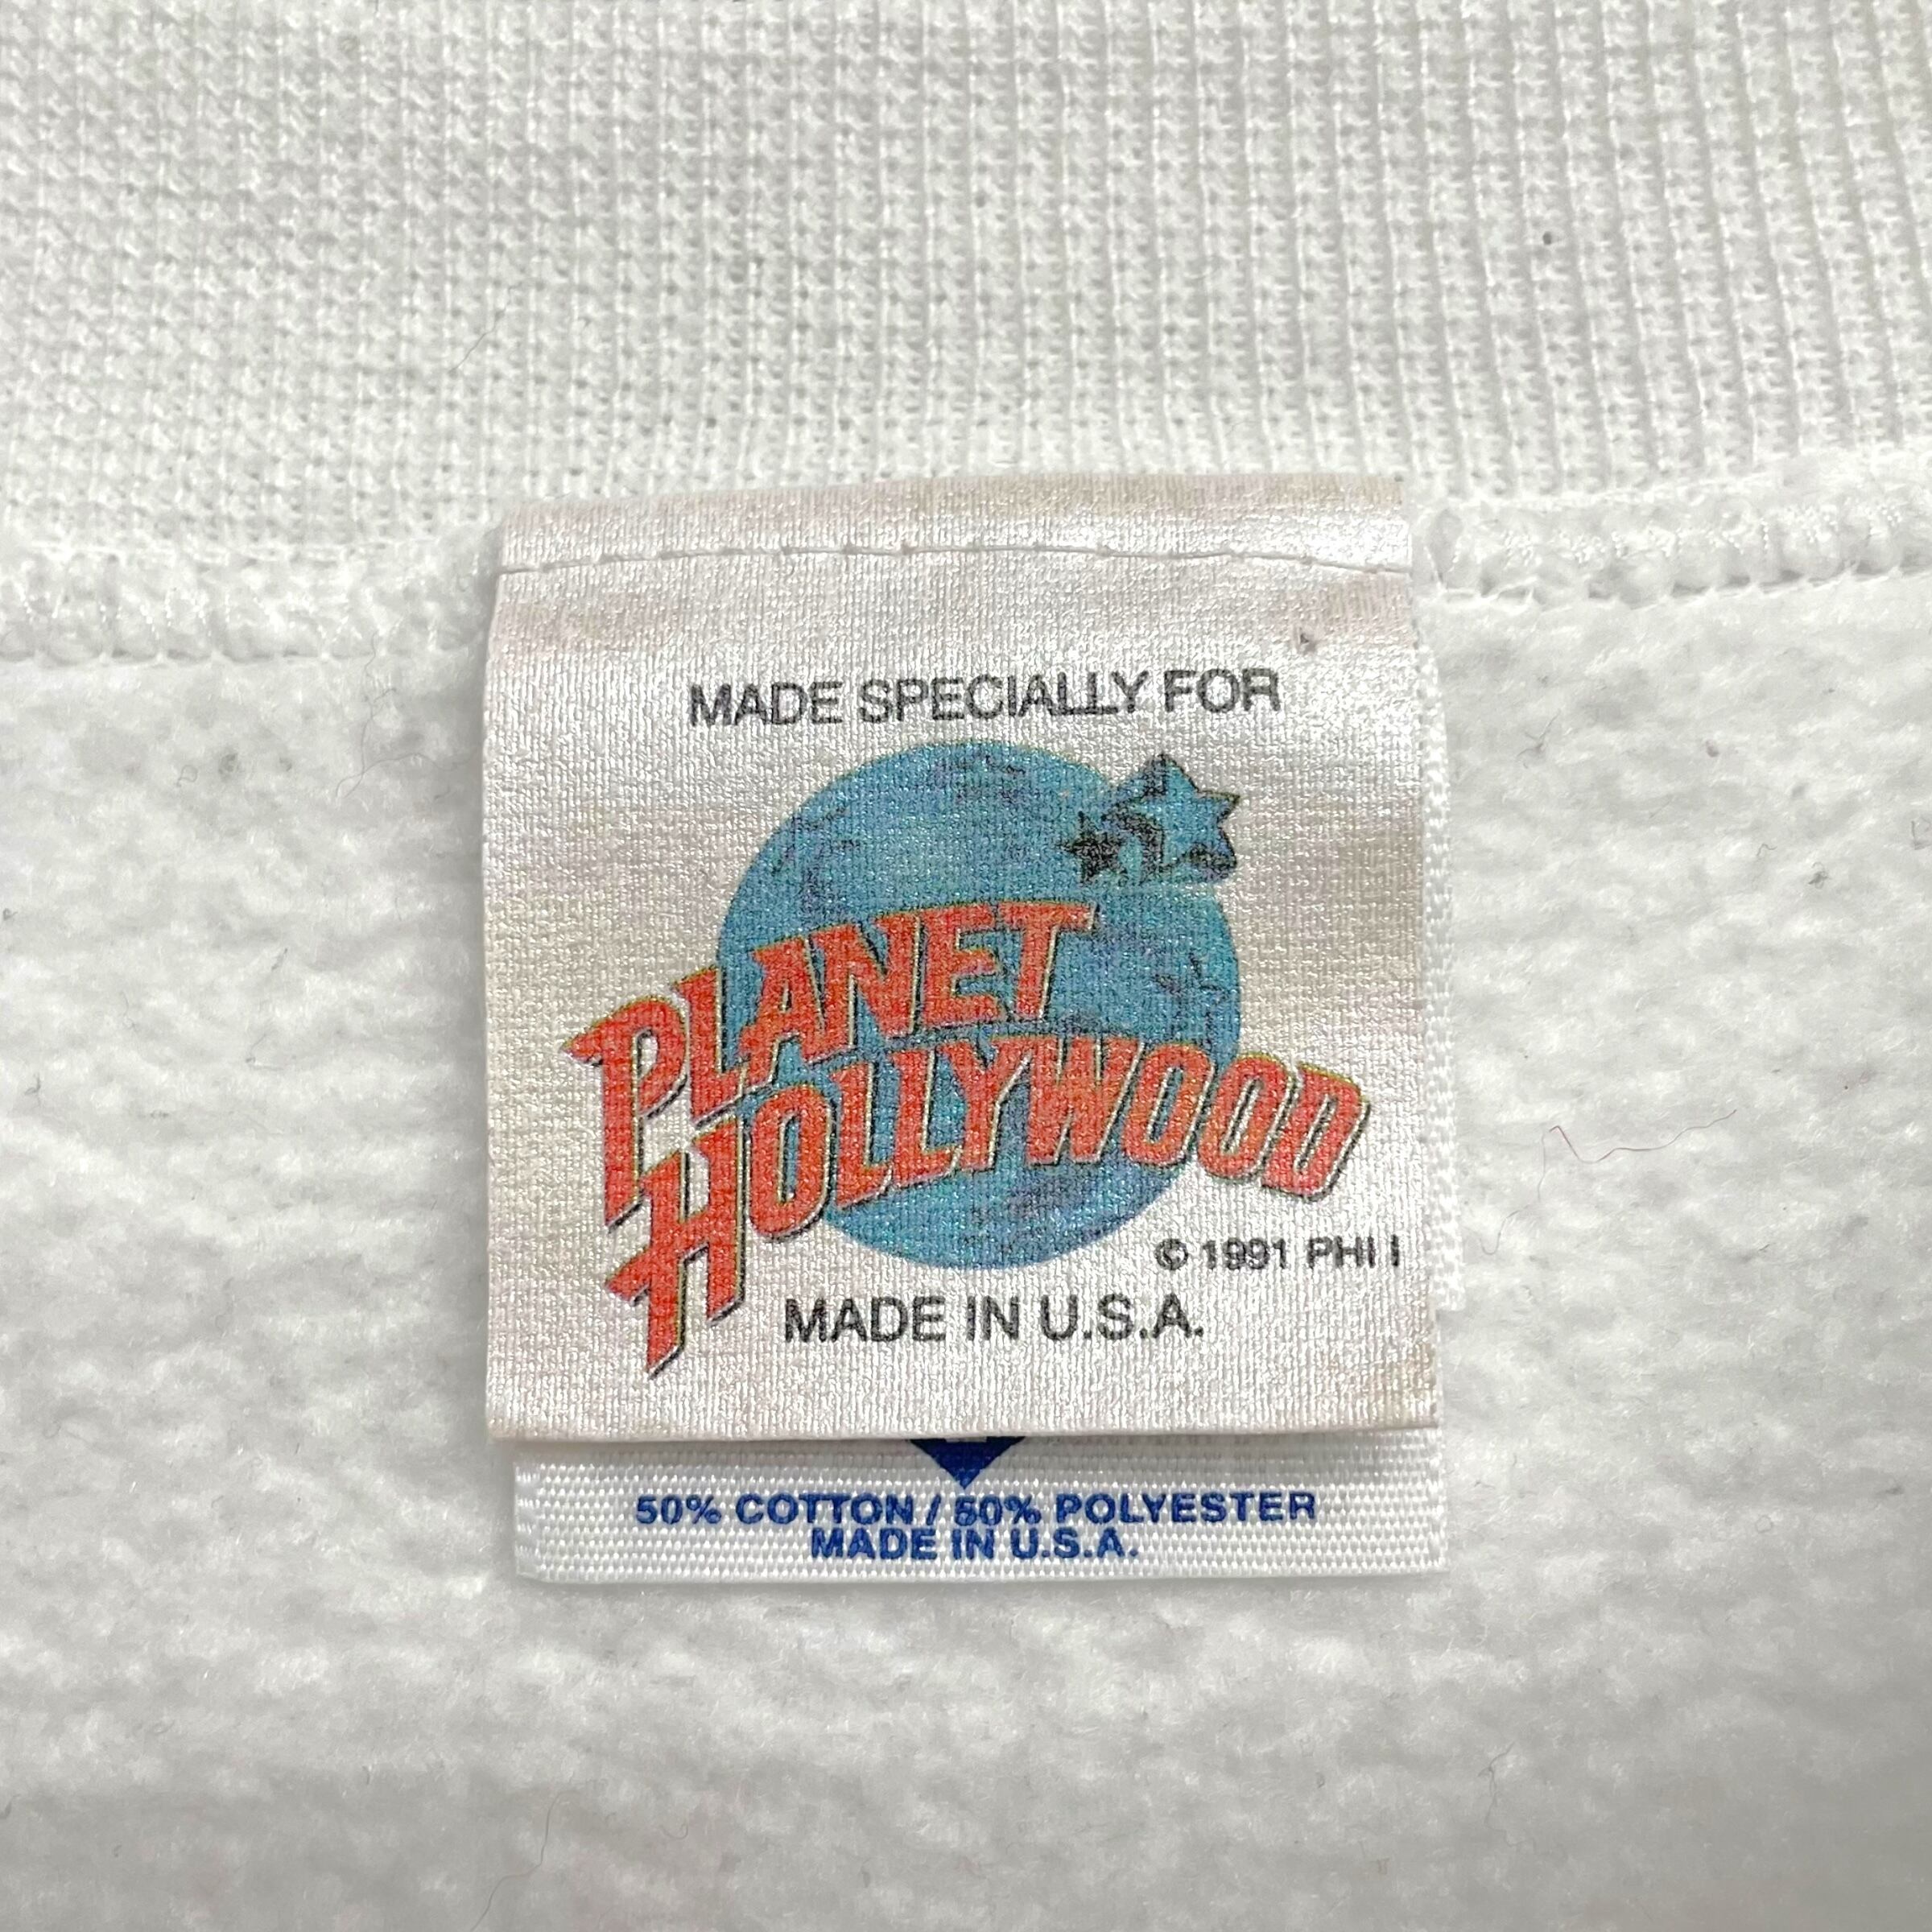 MADE SPECIALLY FOR
PLANET
HOLLYWOOD
© 1991 PHI I
MADE IN U.S.A.
50% COTTON / 50% POLYESTER
MADE IN U.S.A.